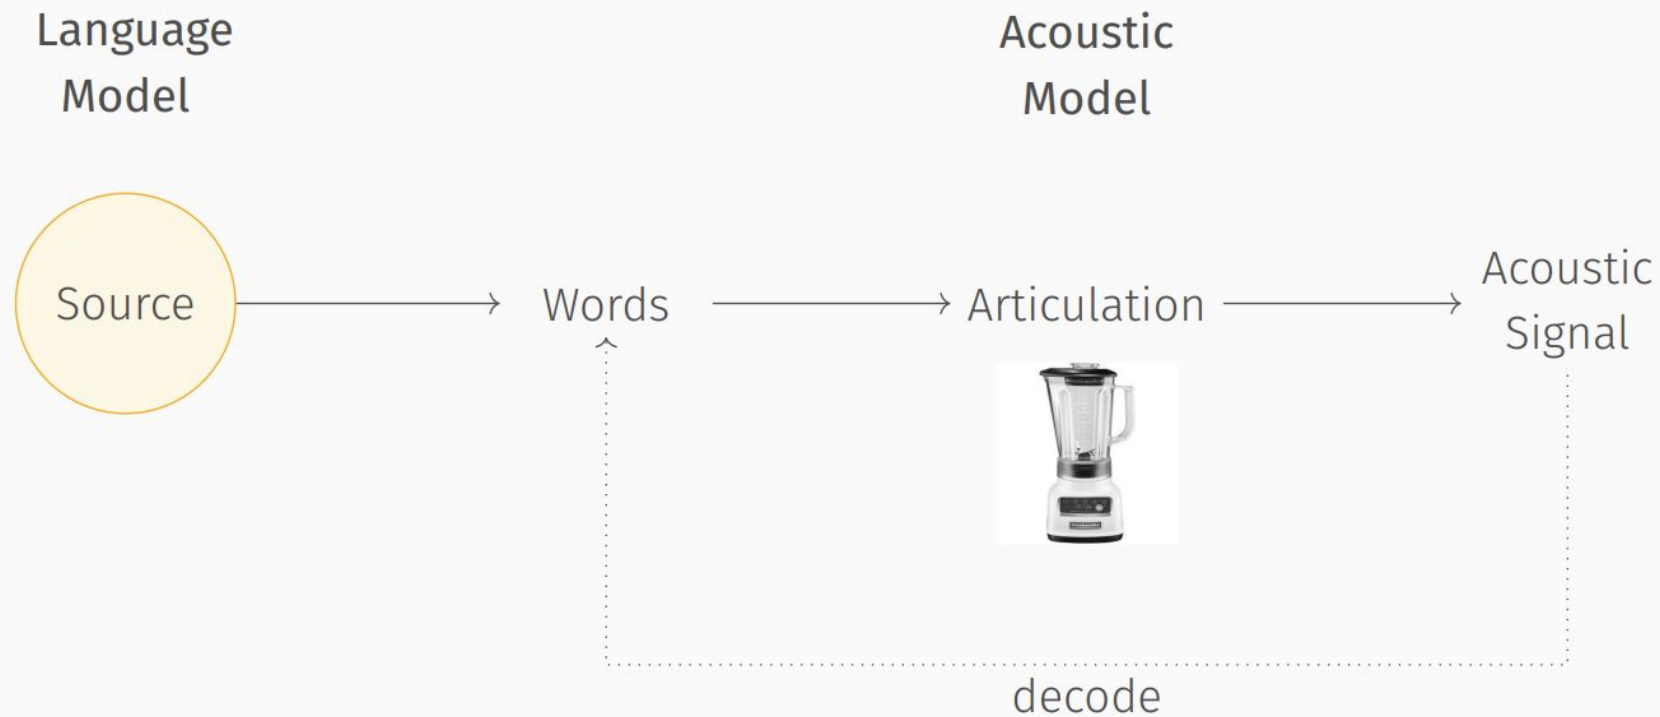 Language
Model
Acoustic
Model
Source
Words
Articulation
Acoustic
Signal
decode